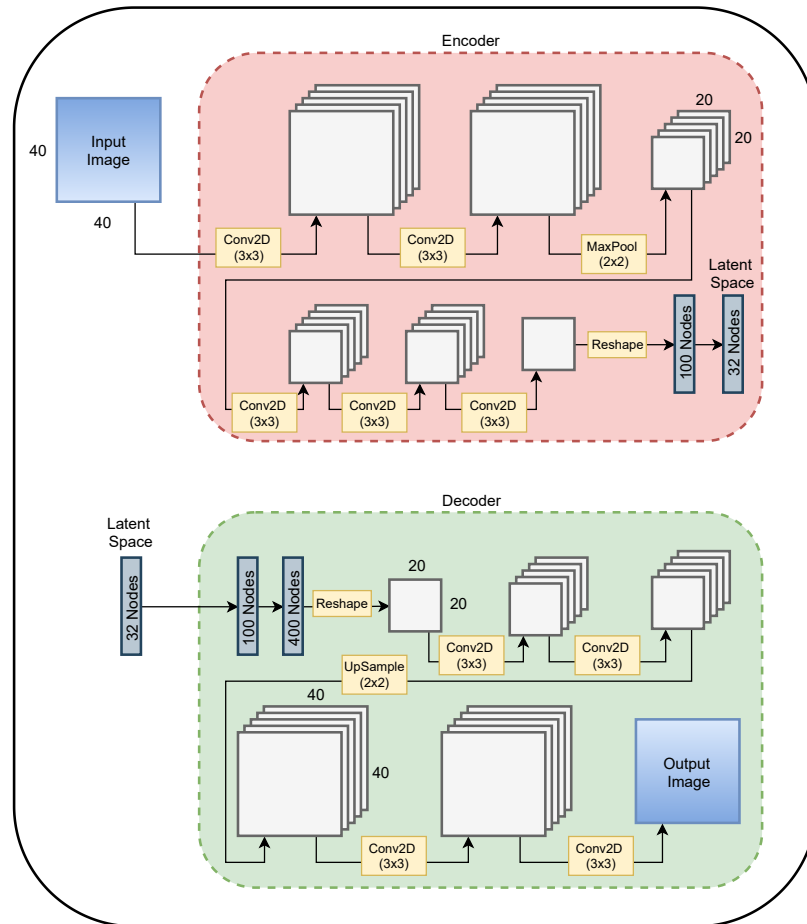 Encoder
Input
Image
40
40
20
20
Conv2D
(3x3)
Conv2D
(3x3)
MaxPool
(2x2)
Latent
Space
Conv2D
(3x3)
Conv2D
(3x3)
Conv2D
(3x3)
Reshape
100 Nodes
32 Nodes
Decoder
Latent
Space
32 Nodes
100 Nodes
400 Nodes
Reshape
20
20
Conv2D
(3x3)
Conv2D
(3x3)
UpSample
(2x2)
40
40
Conv2D
(3x3)
Conv2D
(3x3)
Output
Image